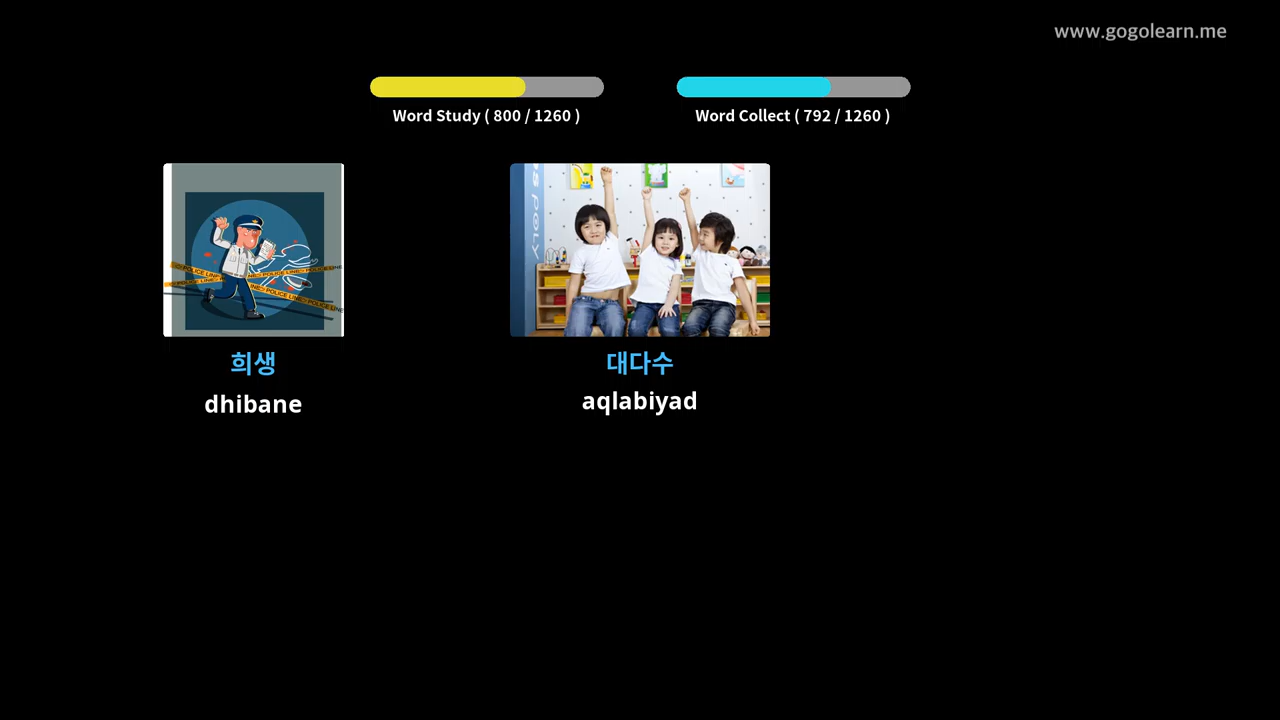 www.gogolearn.me
Word Study ( 800 / 1260 )
Word Collect ( 792 / 1260 )
희생
dhibane
대다수
aqlabiyad